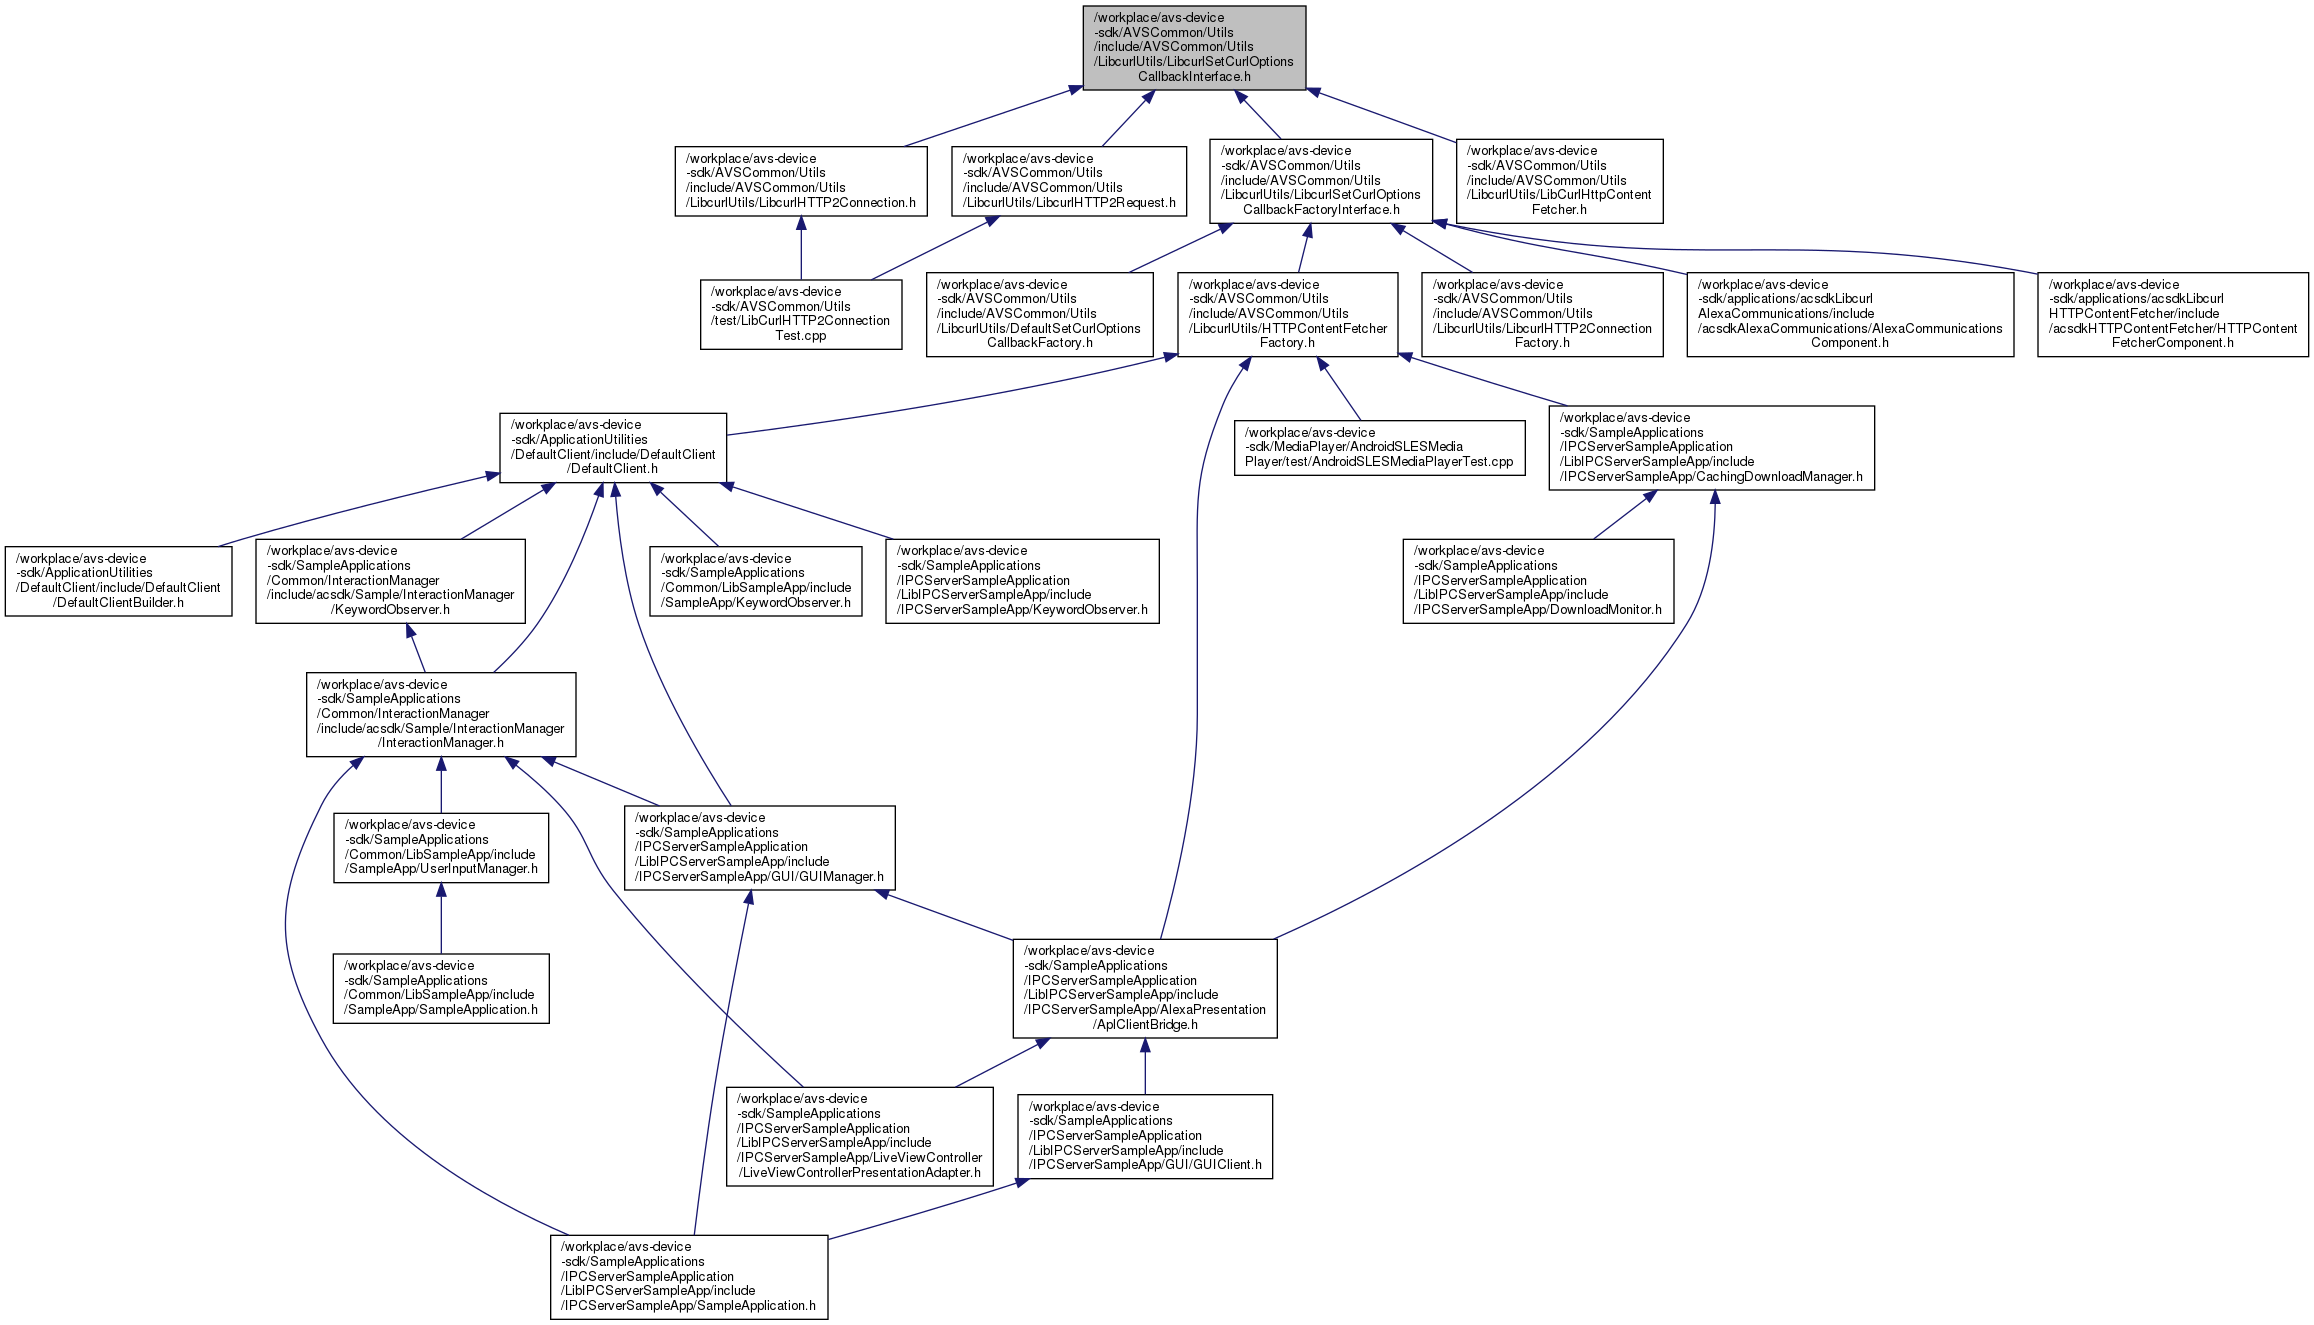 /workplace/avs-device
-sdk/AVSCommon/Utils
/include/AVSCommon/Utils
/LibcurlUtils/LibcurlSetCurlOptions
CallbackInterface.h
/workplace/avs-device
-sdk/AVSCommon/Utils
/include/AVSCommon/Utils
/LibcurlUtils/LibcurlHTTP2Connection.h
/workplace/avs-device
-sdk/AVSCommon/Utils
/include/AVSCommon/Utils
/LibcurlUtils/LibcurlHTTP2Request.h
/workplace/avs-device
-sdk/AVSCommon/Utils
/include/AVSCommon/Utils
/LibcurlUtils/LibcurlSetCurlOptions
CallbackFactoryInterface.h
/workplace/avs-device
-sdk/AVSCommon/Utils
/include/AVSCommon/Utils
/LibcurlUtils/LibCurlHttpContent
Fetcher.h
/workplace/avs-device
-sdk/AVSCommon/Utils
/test/LibCurlHTTP2Connection
Test.cpp
/workplace/avs-device
-sdk/AVSCommon/Utils
/include/AVSCommon/Utils
/LibcurlUtils/DefaultSetCurlOptions
CallbackFactory.h
/workplace/avs-device
-sdk/AVSCommon/Utils
/include/AVSCommon/Utils
/LibcurlUtils/HTTPContentFetcher
Factory.h
/workplace/avs-device
-sdk/AVSCommon/Utils
/include/AVSCommon/Utils
/LibcurlUtils/LibcurlHTTP2Connection
Factory.h
/workplace/avs-device
-sdk/applications/acsdkLibcurl
AlexaCommunications/include
/acsdkAlexaCommunications/AlexaCommunications
Component.h
/workplace/avs-device
-sdk/applications/acsdkLibcurl
HTTPContentFetcher/include
/acsdkHTTPContentFetcher/HTTPContent
FetcherComponent.h
/workplace/avs-device
-sdk/ApplicationUtilities
/DefaultClient/include/DefaultClient
/DefaultClient.h
/workplace/avs-device
-sdk/MediaPlayer/AndroidSLESMedia
Player/test/AndroidSLESMediaPlayerTest.cpp
/workplace/avs-device
-sdk/SampleApplications
/IPCServerSampleApplication
/LibIPCServerSampleApp/include
/IPCServerSampleApp/CachingDownloadManager.h
/workplace/avs-device
-sdk/ApplicationUtilities
/DefaultClient/include/DefaultClient
/DefaultClientBuilder.h
/workplace/avs-device
-sdk/SampleApplications
/Common/InteractionManager
/include/acsdk/Sample/InteractionManager
/KeywordObserver.h
/workplace/avs-device
-sdk/SampleApplications
/Common/LibSampleApp/include
/SampleApp/KeywordObserver.h
/workplace/avs-device
-sdk/SampleApplications
/IPCServerSampleApplication
/LibIPCServerSampleApp/include
/IPCServerSampleApp/KeywordObserver.h
/workplace/avs-device
-sdk/SampleApplications
/IPCServerSampleApplication
/LibIPCServerSampleApp/include
/IPCServerSampleApp/DownloadMonitor.h
/workplace/avs-device
-sdk/SampleApplications
/Common/InteractionManager
/include/acsdk/Sample/InteractionManager
/InteractionManager.h
/workplace/avs-device
-sdk/SampleApplications
/Common/LibSampleApp/include
/SampleApp/UserInputManager.h
/workplace/avs-device
-sdk/SampleApplications
/IPCServerSampleApplication
/LibIPCServerSampleApp/include
/IPCServerSampleApp/GUI/GUIManager.h
/workplace/avs-device
-sdk/SampleApplications
/Common/LibSampleApp/include
/SampleApp/SampleApplication.h
/workplace/avs-device
-sdk/SampleApplications
/IPCServerSampleApplication
/LibIPCServerSampleApp/include
/IPCServerSampleApp/AlexaPresentation
/AplClientBridge.h
/workplace/avs-device
-sdk/SampleApplications
/IPCServerSampleApplication
/LibIPCServerSampleApp/include
/IPCServerSampleApp/LiveViewController
/LiveViewControllerPresentationAdapter.h
/workplace/avs-device
-sdk/SampleApplications
/IPCServerSampleApplication
/LibIPCServerSampleApp/include
/IPCServerSampleApp/GUI/GUIClient.h
/workplace/avs-device
-sdk/SampleApplications
/IPCServerSampleApplication
/LibIPCServerSampleApp/include
/IPCServerSampleApp/SampleApplication.h